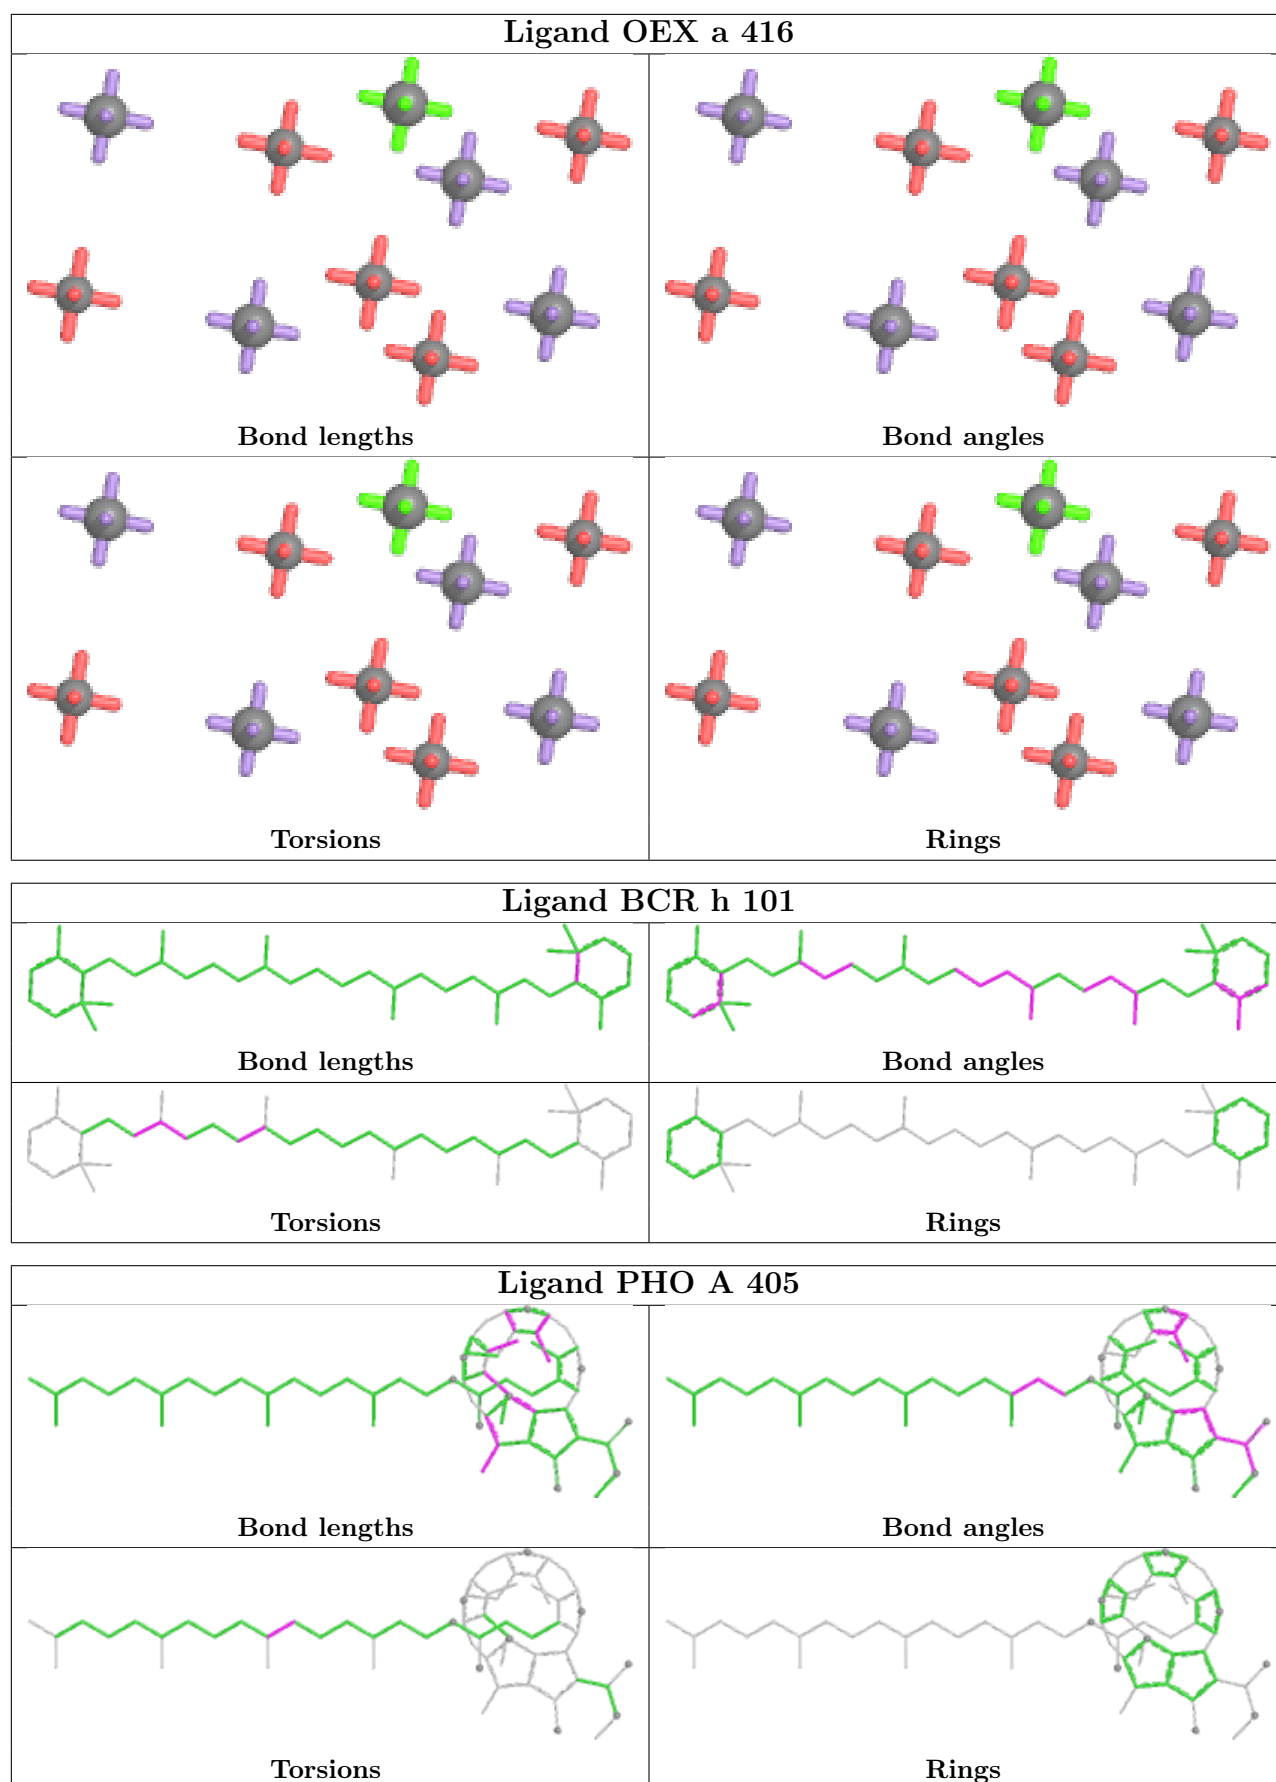 Ligand OEX a 416
Bond lengths
Bond angles
Torsions
Rings
Ligand BCR h 101
Bond lengths
Bond angles
Torsions
Rings
Ligand PHO A 405
Bond lengths
Bond angles
Torsions
Rings